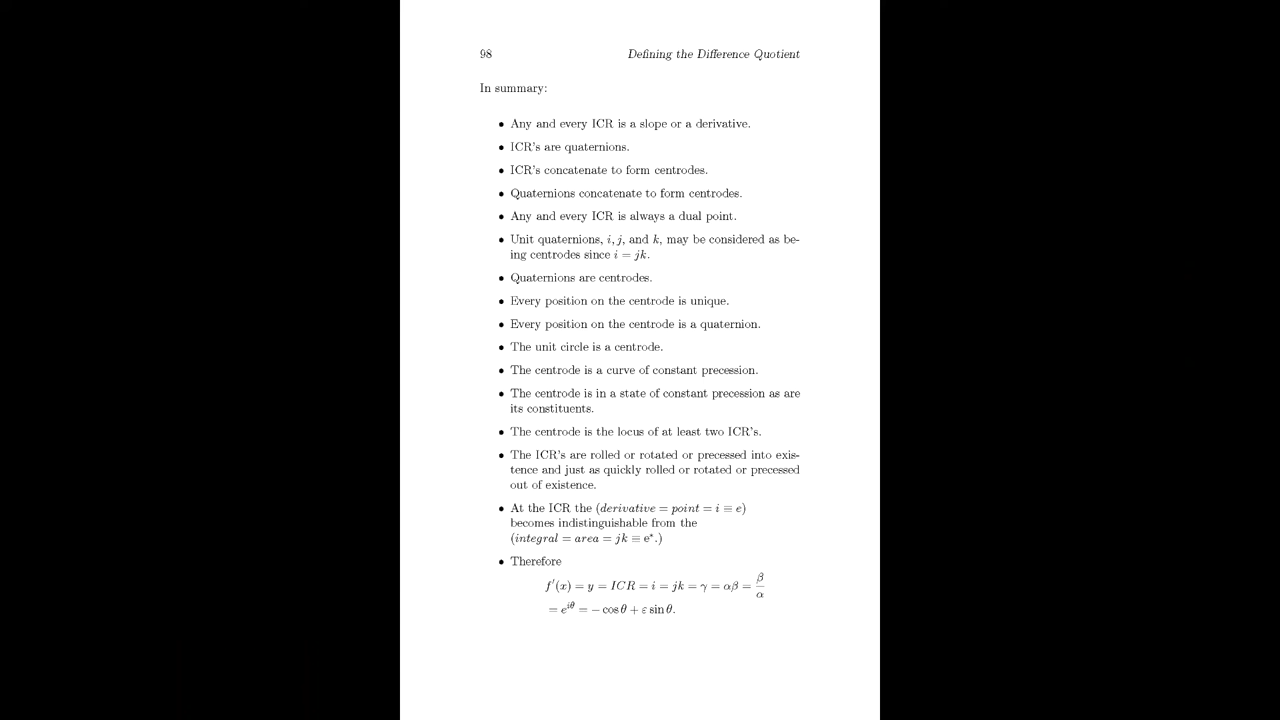 98 Defining the Difference Quotient
In summary:
• Any and every ICR is a slope or a derivative.
• ICR's are quaternions.
• ICR's concatenate to form centrodes.
• Quaternions concatenate to form centrodes.
• Any and every ICR is always a dual point.
• Unit quaternions, i, j, and k, may be considered as be-
ing centrodes since i = jk.
• Quaternions are centrodes.
• Every position on the centrode is unique.
• Every position on the centrode is a quaternion.
• The unit circle is a centrode.
• The centrode is a curve of constant precession.
• The centrode is in a state of constant precession as are
its constituents.
• The centrode is the locus of at least two ICR's.
• The ICR's are rolled or rotated or precessed into exis-
tence and just as quickly rolled or rotated or precessed
out of existence.
• At the ICR the (derivative = point = i ≡ e)
becomes indistinguishable from the
(integral = area = jk ≡ e*.)
• Therefore
f′(x) = y = ICR = i = jk = γ = αβ = β/α
= e^{iθ} = − cos θ + ε sin θ.